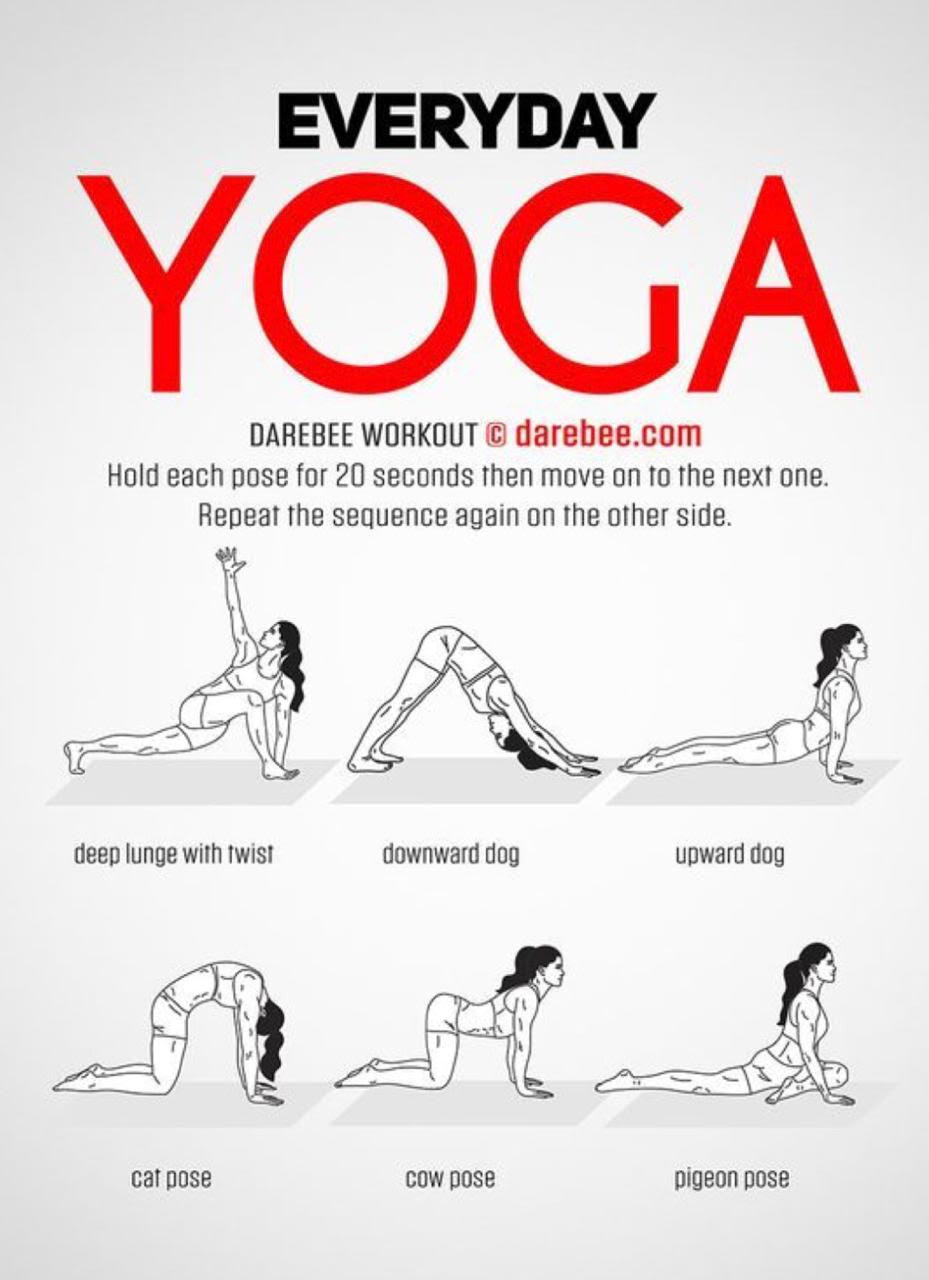 EVERYDAY
YOGA
DAREBEE WORKOUT © darebee.com
Hold each pose for 20 seconds then move on to the next one.
Repeat the sequence again on the other side.
deep lunge with twist
downward dog
upward dog
cat pose
cow pose
pigeon pose